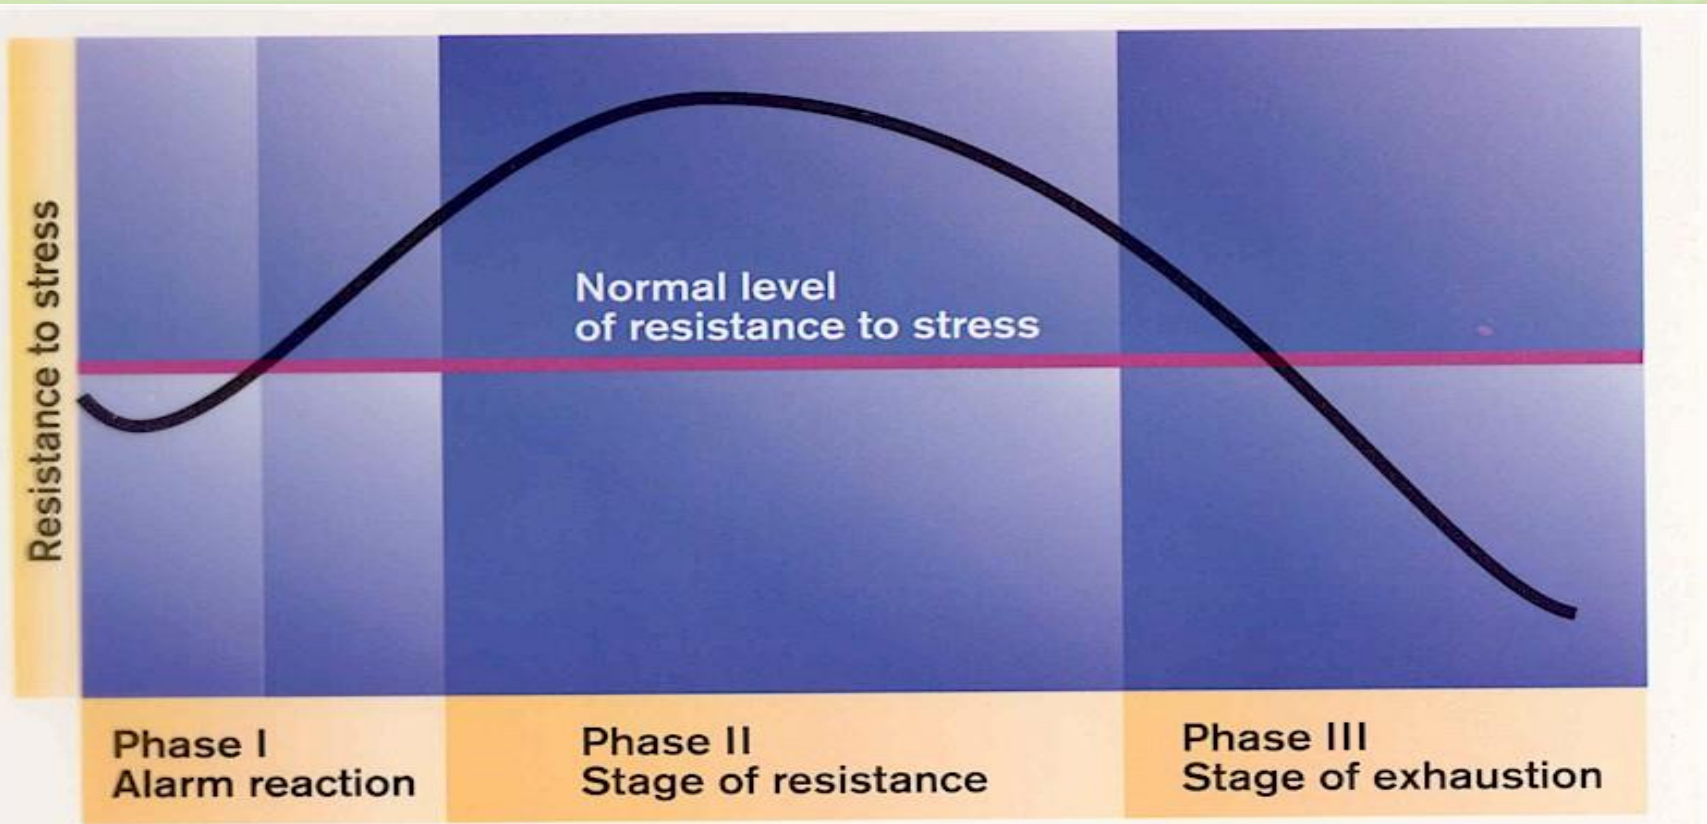 Resistance to stress
Normal level
of resistance to stress
Phase I
Alarm reaction
Phase II
Stage of resistance
Phase III
Stage of exhaustion